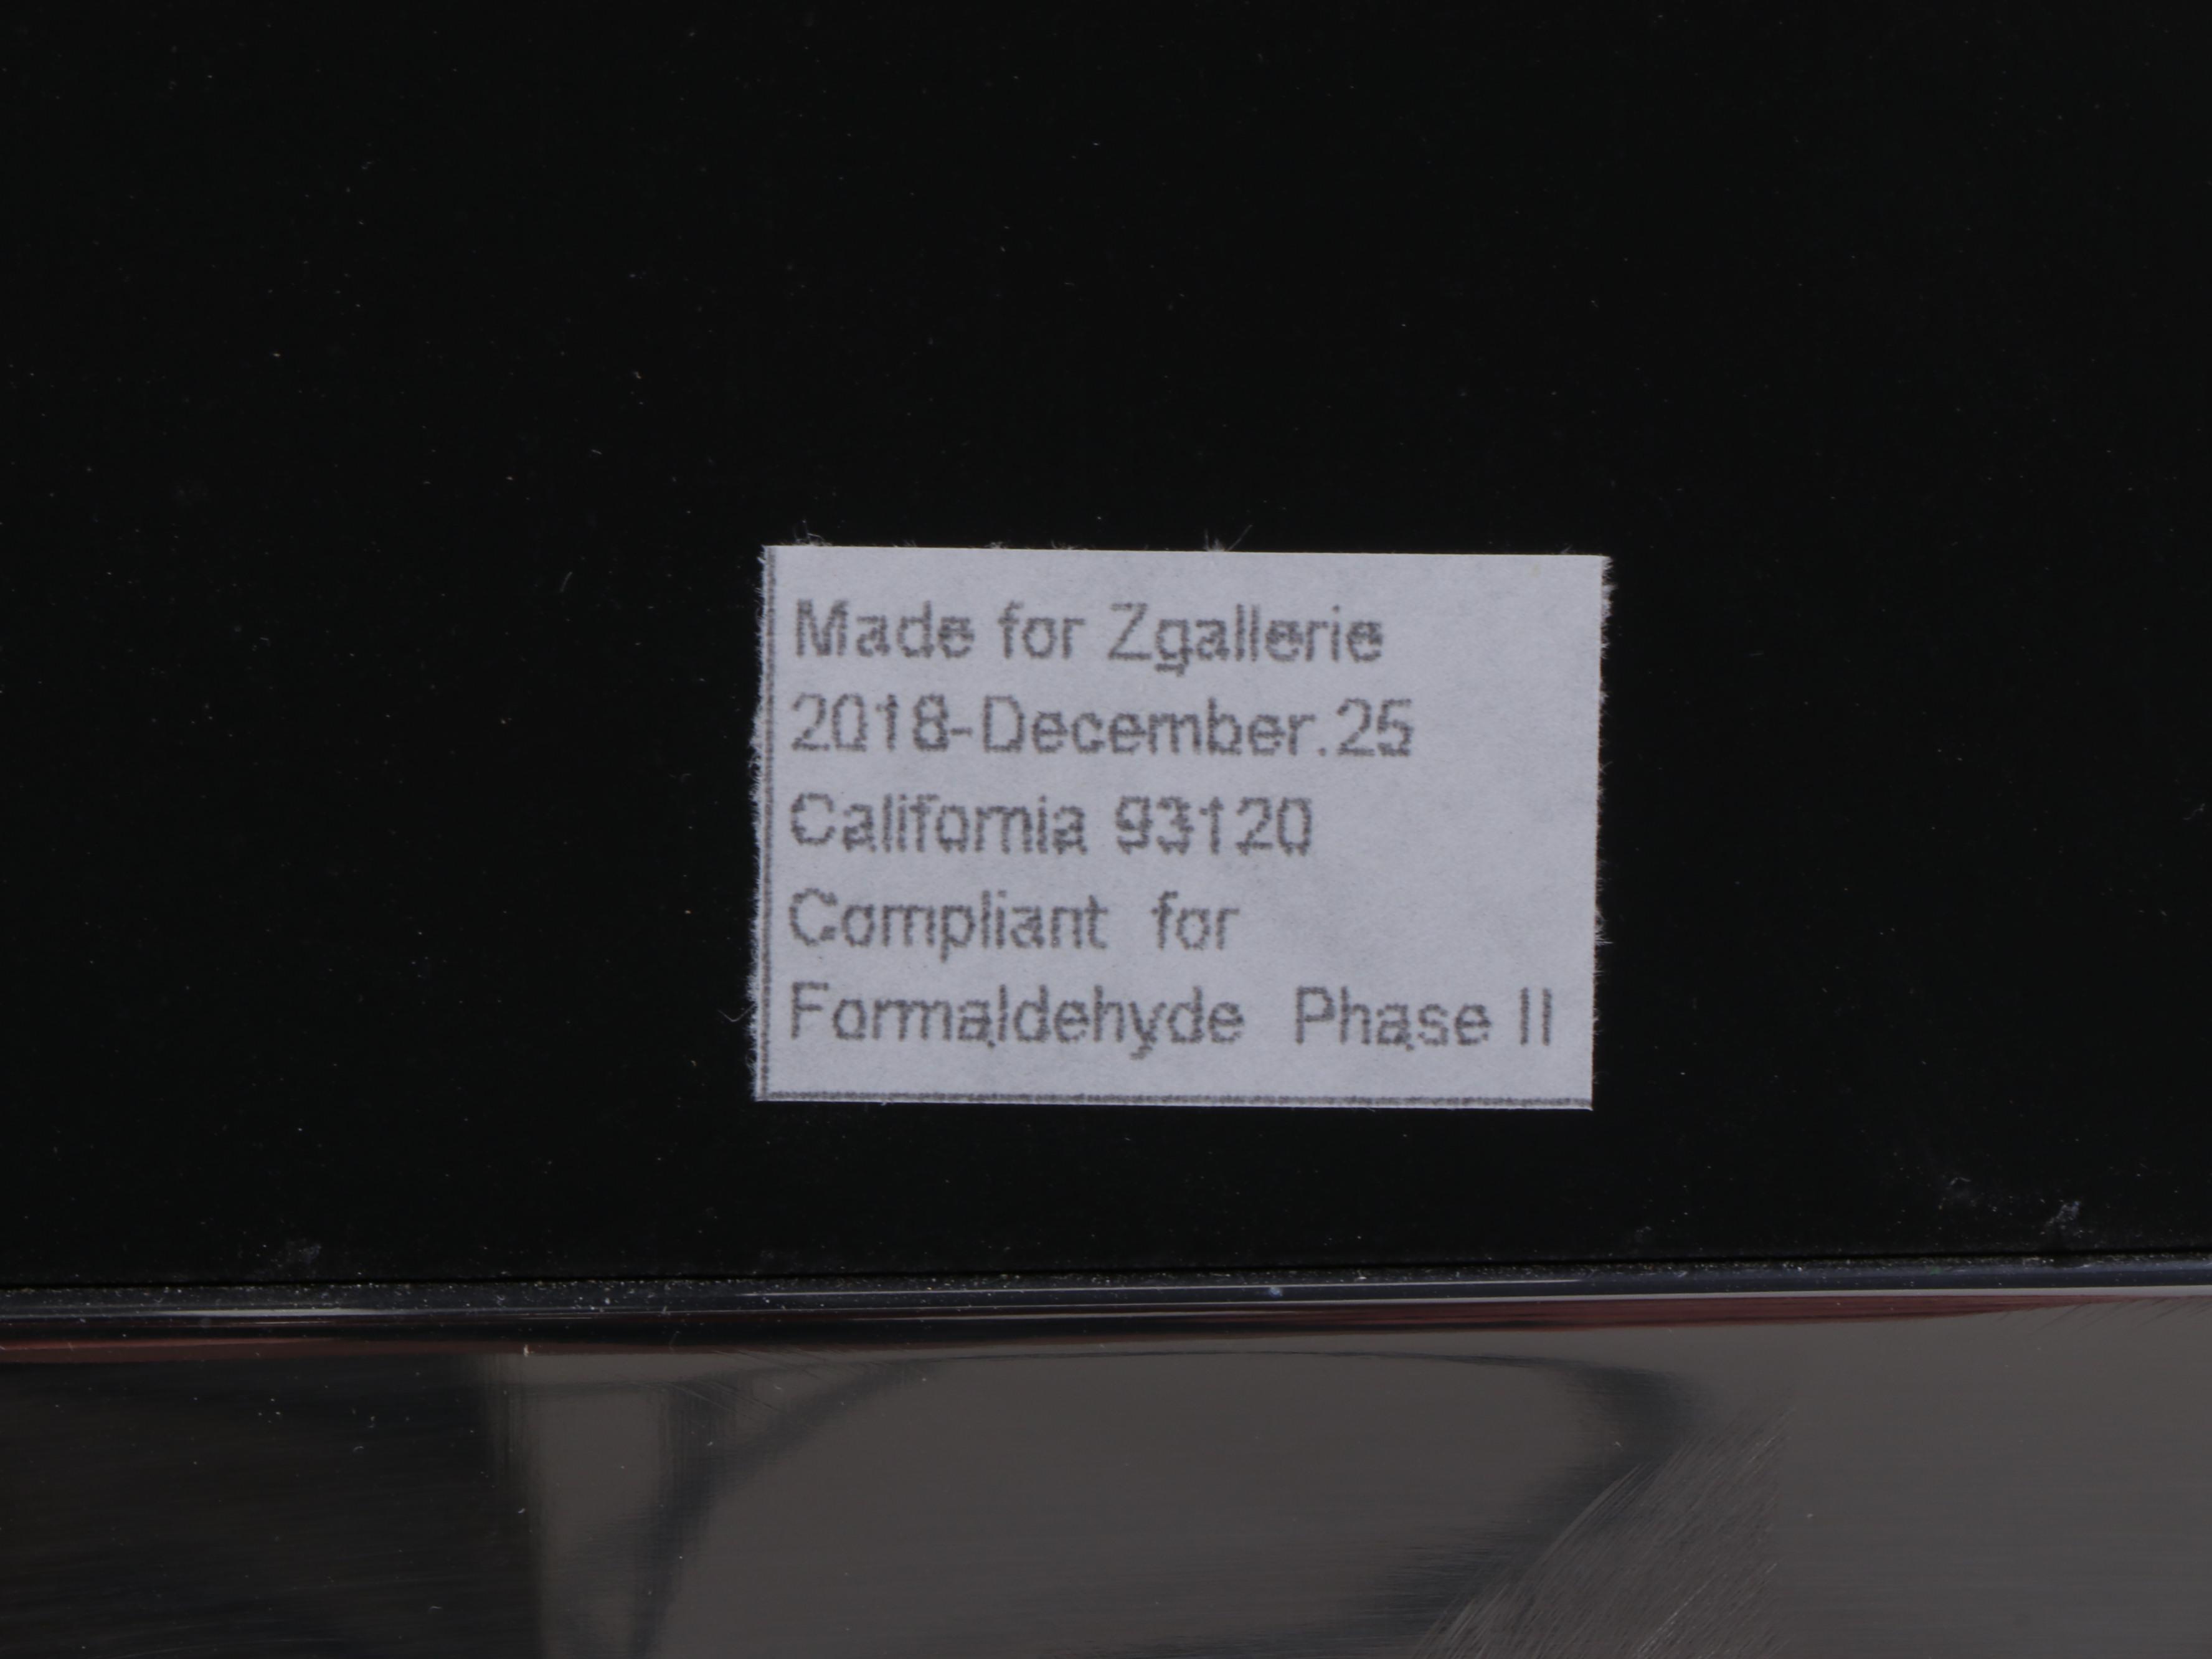 Made for Zgallerie
2018-December.25
California 93120
Compliant for
Formaldehyde Phase II